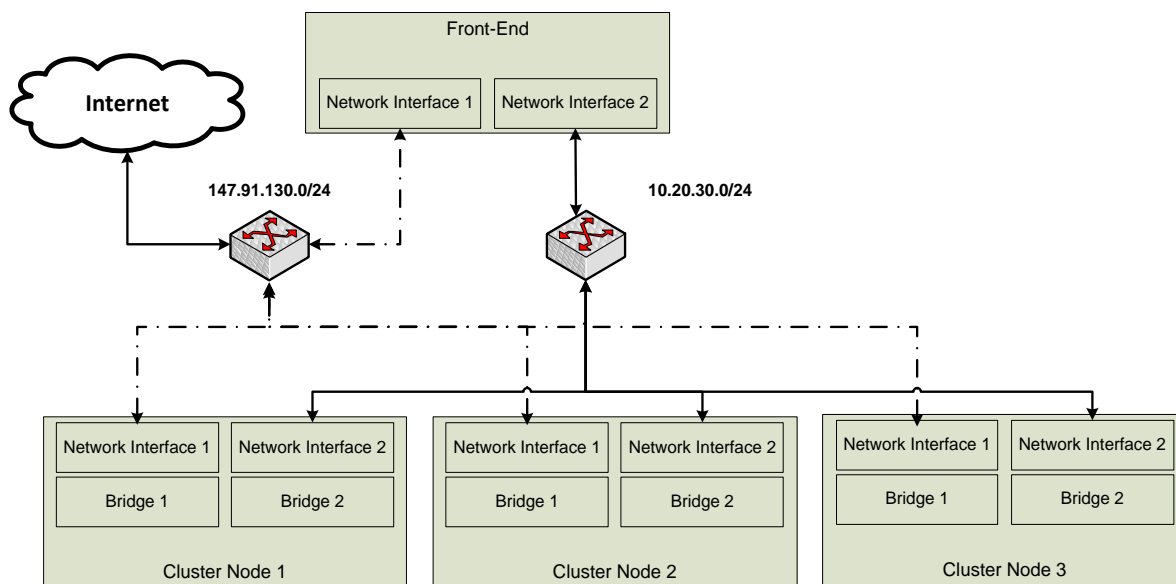 Front-End
Network Interface 1
Network Interface 2
Internet
147.91.130.0/24
10.20.30.0/24
Network Interface 1
Network Interface 2
Bridge 1
Bridge 2
Cluster Node 1
Network Interface 1
Network Interface 2
Bridge 1
Bridge 2
Cluster Node 2
Network Interface 1
Network Interface 2
Bridge 1
Bridge 2
Cluster Node 3